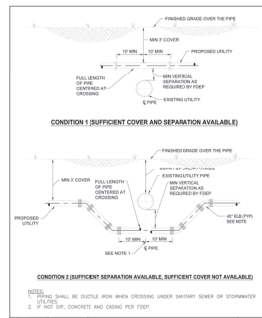 FINISHED GRADE OVER THE PIPE
MIN 3' COVER
10' MIN
10' MIN
PROPOSED UTILITY
FULL LENGTH
OF PIPE
CENTERED AT
CROSSING
MIN VERTICAL
SEPARATION AS
REQUIRED BY FDEP
EXISTING UTILITY
℄ PIPE
CONDITION 1 (SUFFICIENT COVER AND SEPARATION AVAILABLE)
FINISHED GRADE OVER THE PIPE
MIN 3' COVER
FULL LENGTH
OF PIPE
CENTERED AT
CROSSING
EXISTING UTILITY PIPE
MIN VERTICAL
SEPARATION AS
REQUIRED BY FDEP
PROPOSED
UTILITY
45° ELB (TYP)
SEE NOTE
10' MIN
10' MIN
SEE NOTE 1
℄ PIPE
CONDITION 2 (SUFFICIENT SEPARATION AVAILABLE, SUFFICIENT COVER NOT AVAILABLE)
NOTES:
1. PIPING SHALL BE DUCTILE IRON WHEN CROSSING UNDER SANITARY SEWER OR STORMWATER
UTILITIES.
2. IF NOT DIP, CONCRETE AND CASING PER FDEP.